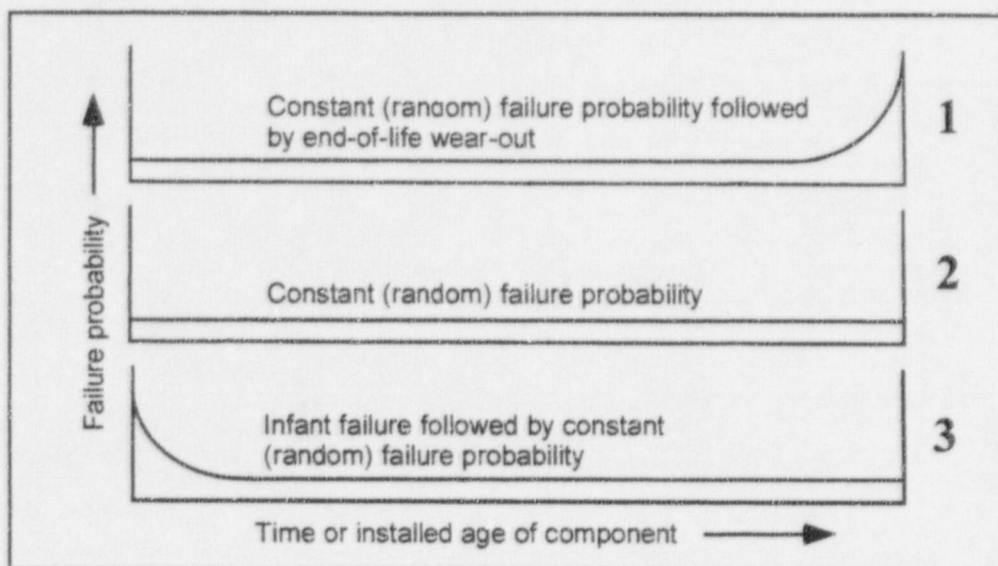 Failure probability
Constant (random) failure probability followed
by end-of-life wear-out
1
Constant (random) failure probability
2
Infant failure followed by constant
(random) failure probability
3
Time or installed age of component